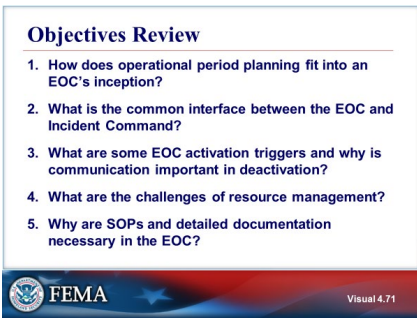 Objectives Review
1. How does operational period planning fit into an
EOC's inception?
2. What is the common interface between the EOC and
Incident Command?
3. What are some EOC activation triggers and why is
communication important in deactivation?
4. What are the challenges of resource management?
5. Why are SOPs and detailed documentation
necessary in the EOC?
FEMA
Visual 4.71